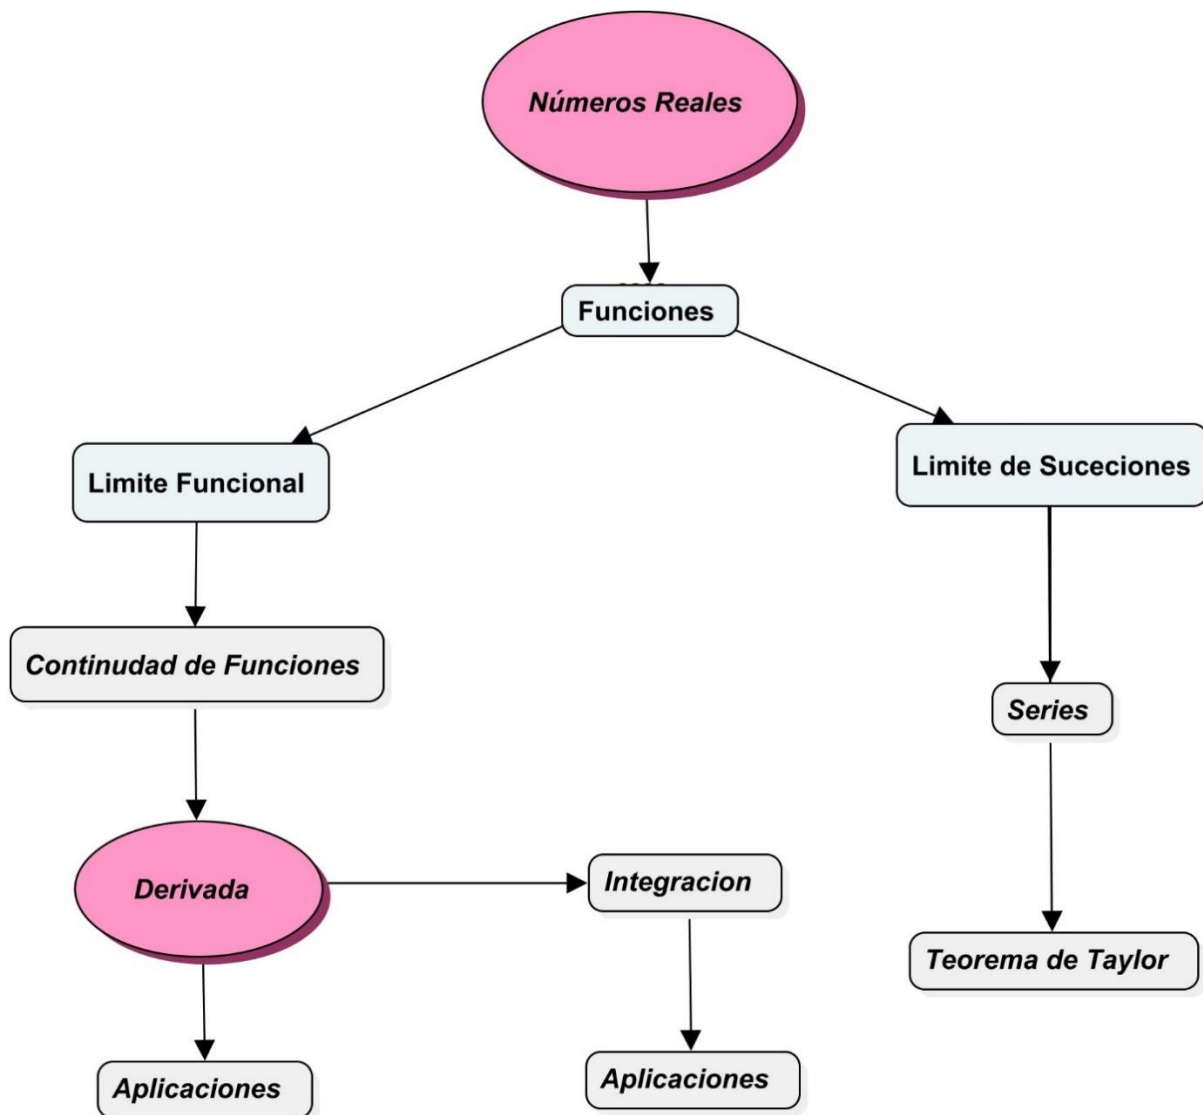 Números Reales
Funciones
Limite Funcional
Limite de Suceciones
Continudad de Funciones
Series
Derivada
Integracion
Teorema de Taylor
Aplicaciones
Aplicaciones